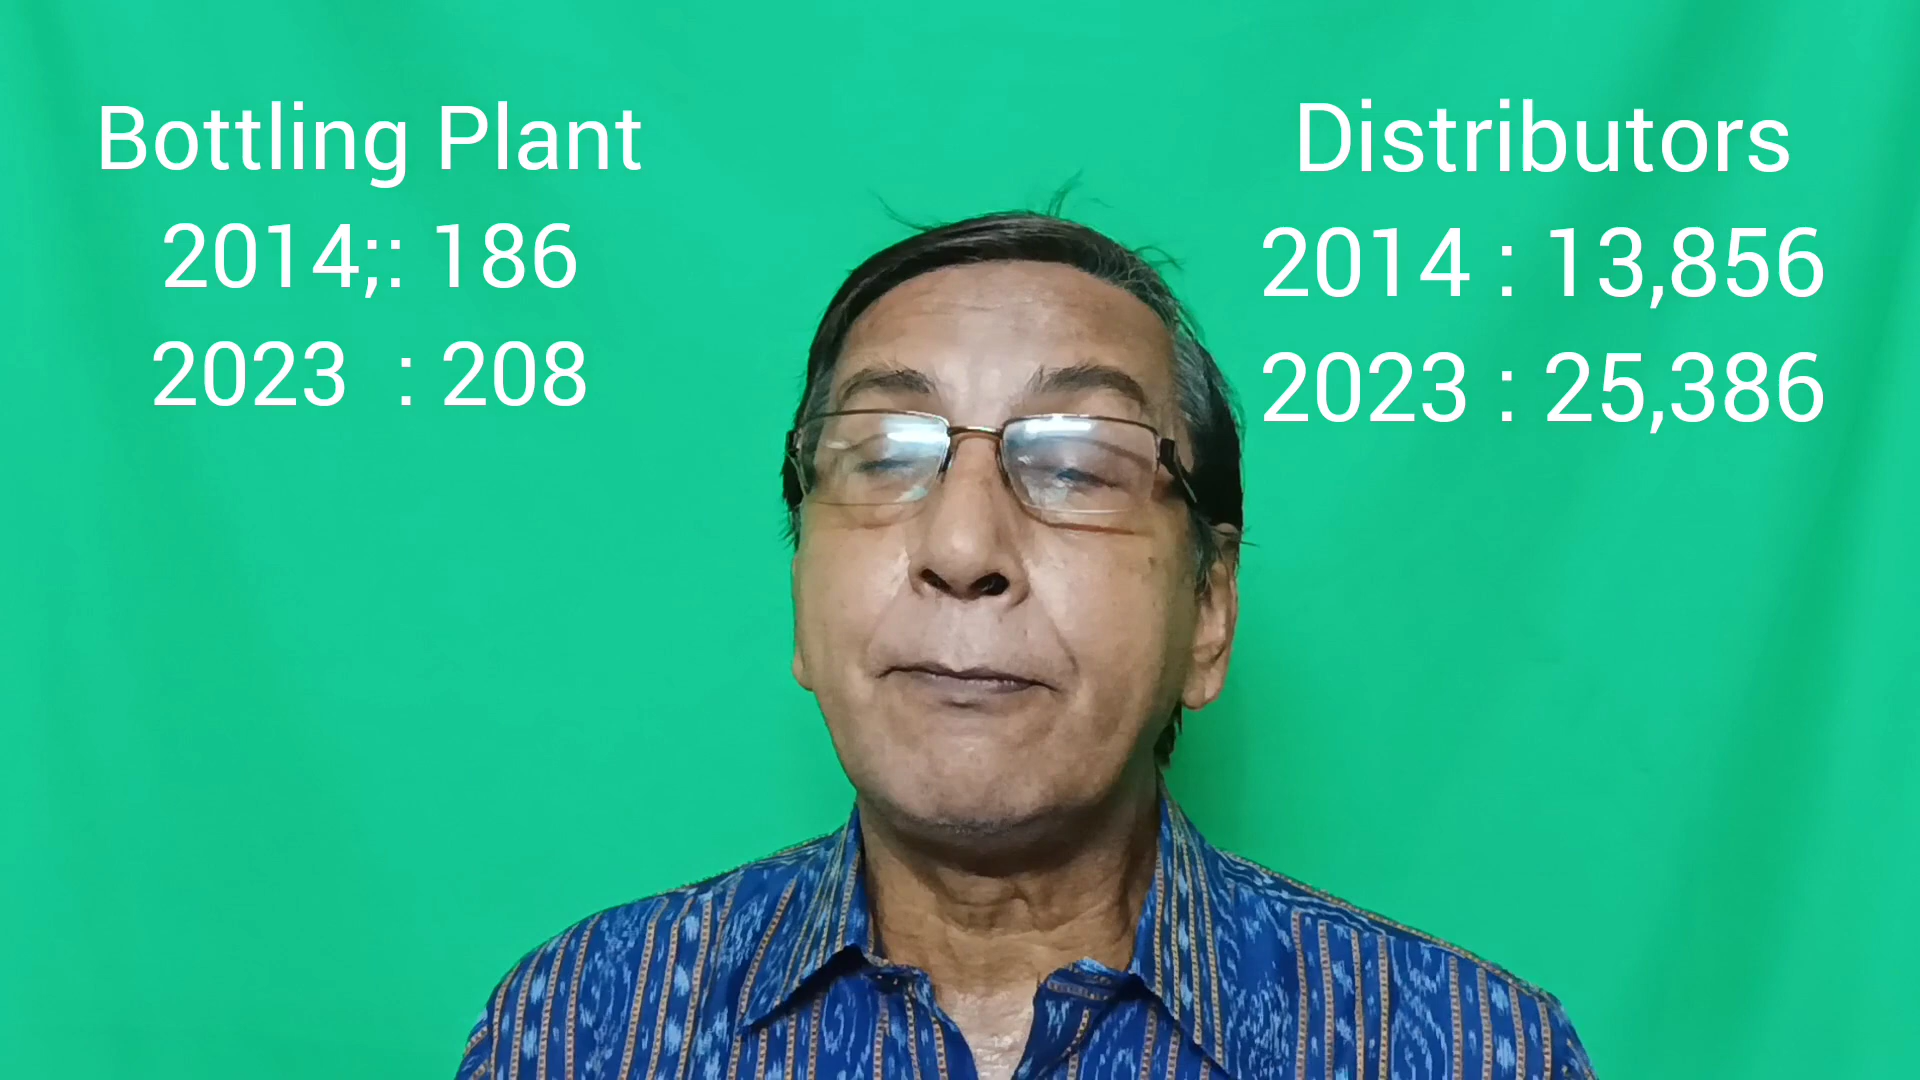 Bottling Plant
2014;: 186
2023  : 208
Distributors
2014 : 13,856
2023 : 25,386